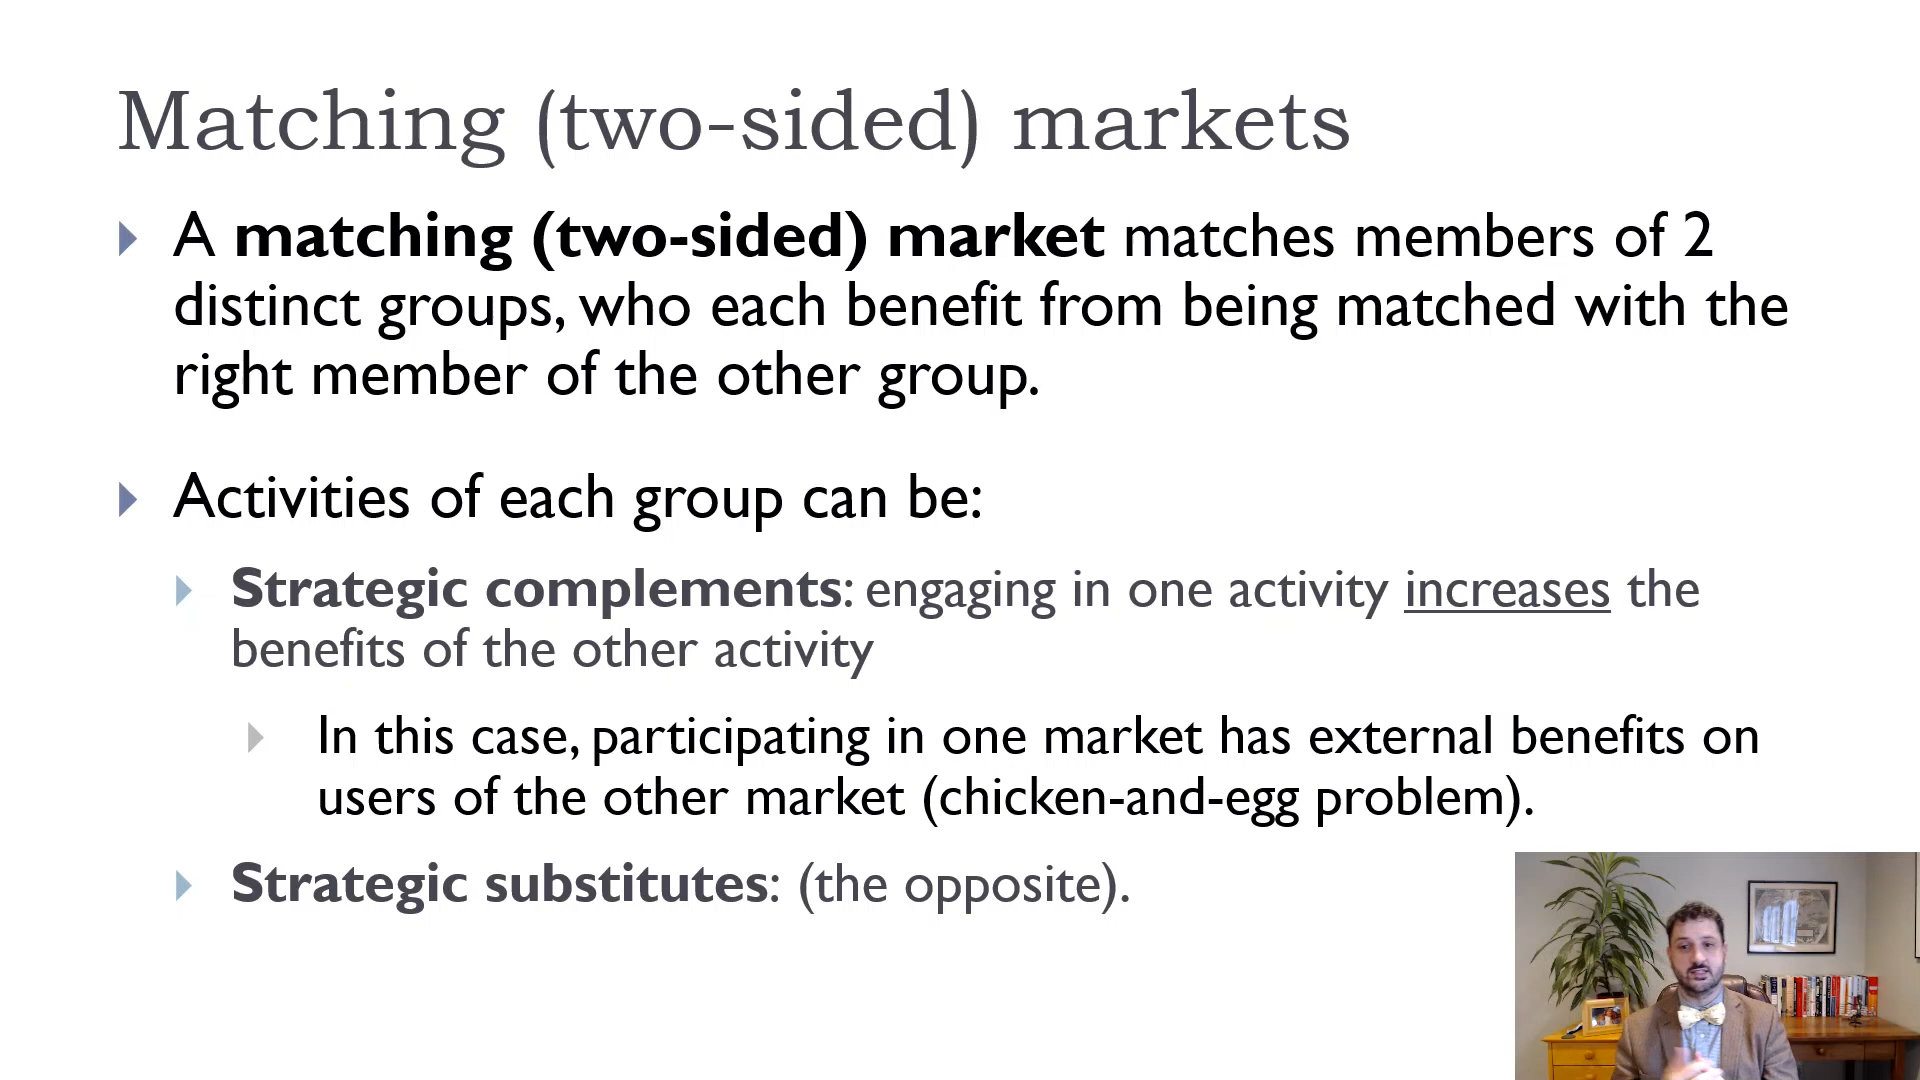 Matching (two-sided) markets
A matching (two-sided) market matches members of 2
distinct groups, who each benefit from being matched with the
right member of the other group.
Activities of each group can be:
Strategic complements: engaging in one activity increases the
benefits of the other activity
In this case, participating in one market has external benefits on
users of the other market (chicken-and-egg problem).
Strategic substitutes: (the opposite).